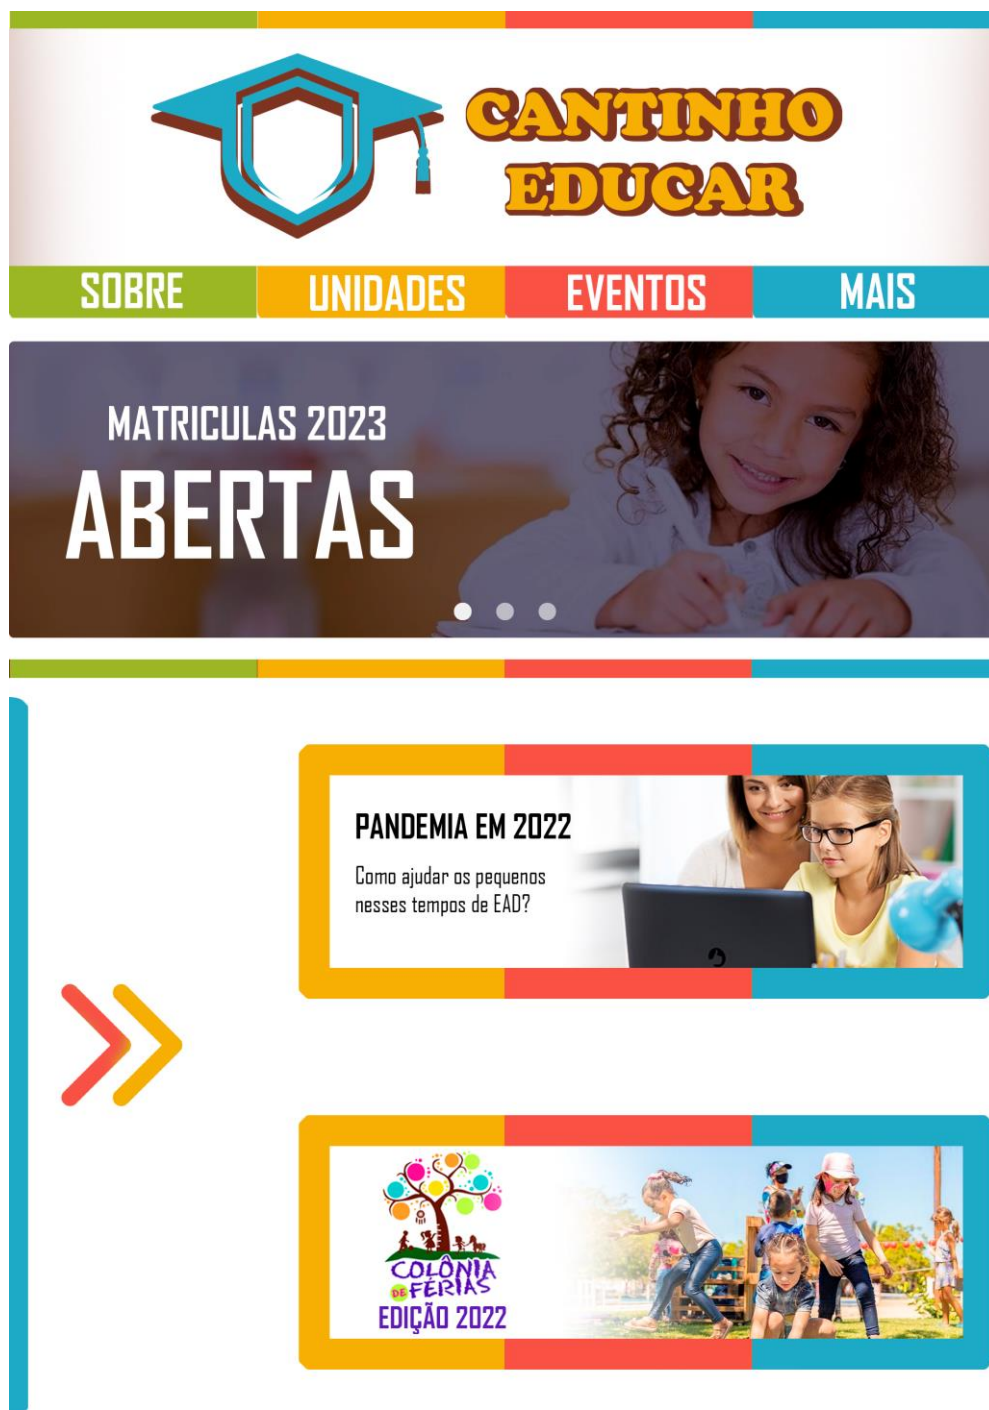 CANTINHO
EDUCAR
SOBRE
UNIDADES
EVENTOS
MAIS
MATRICULAS 2023
ABERTAS
PANDEMIA EM 2022
Como ajudar os pequenos
nesses tempos de EAD?
COLÔNIA
DE FÉRIAS
EDIÇÃO 2022